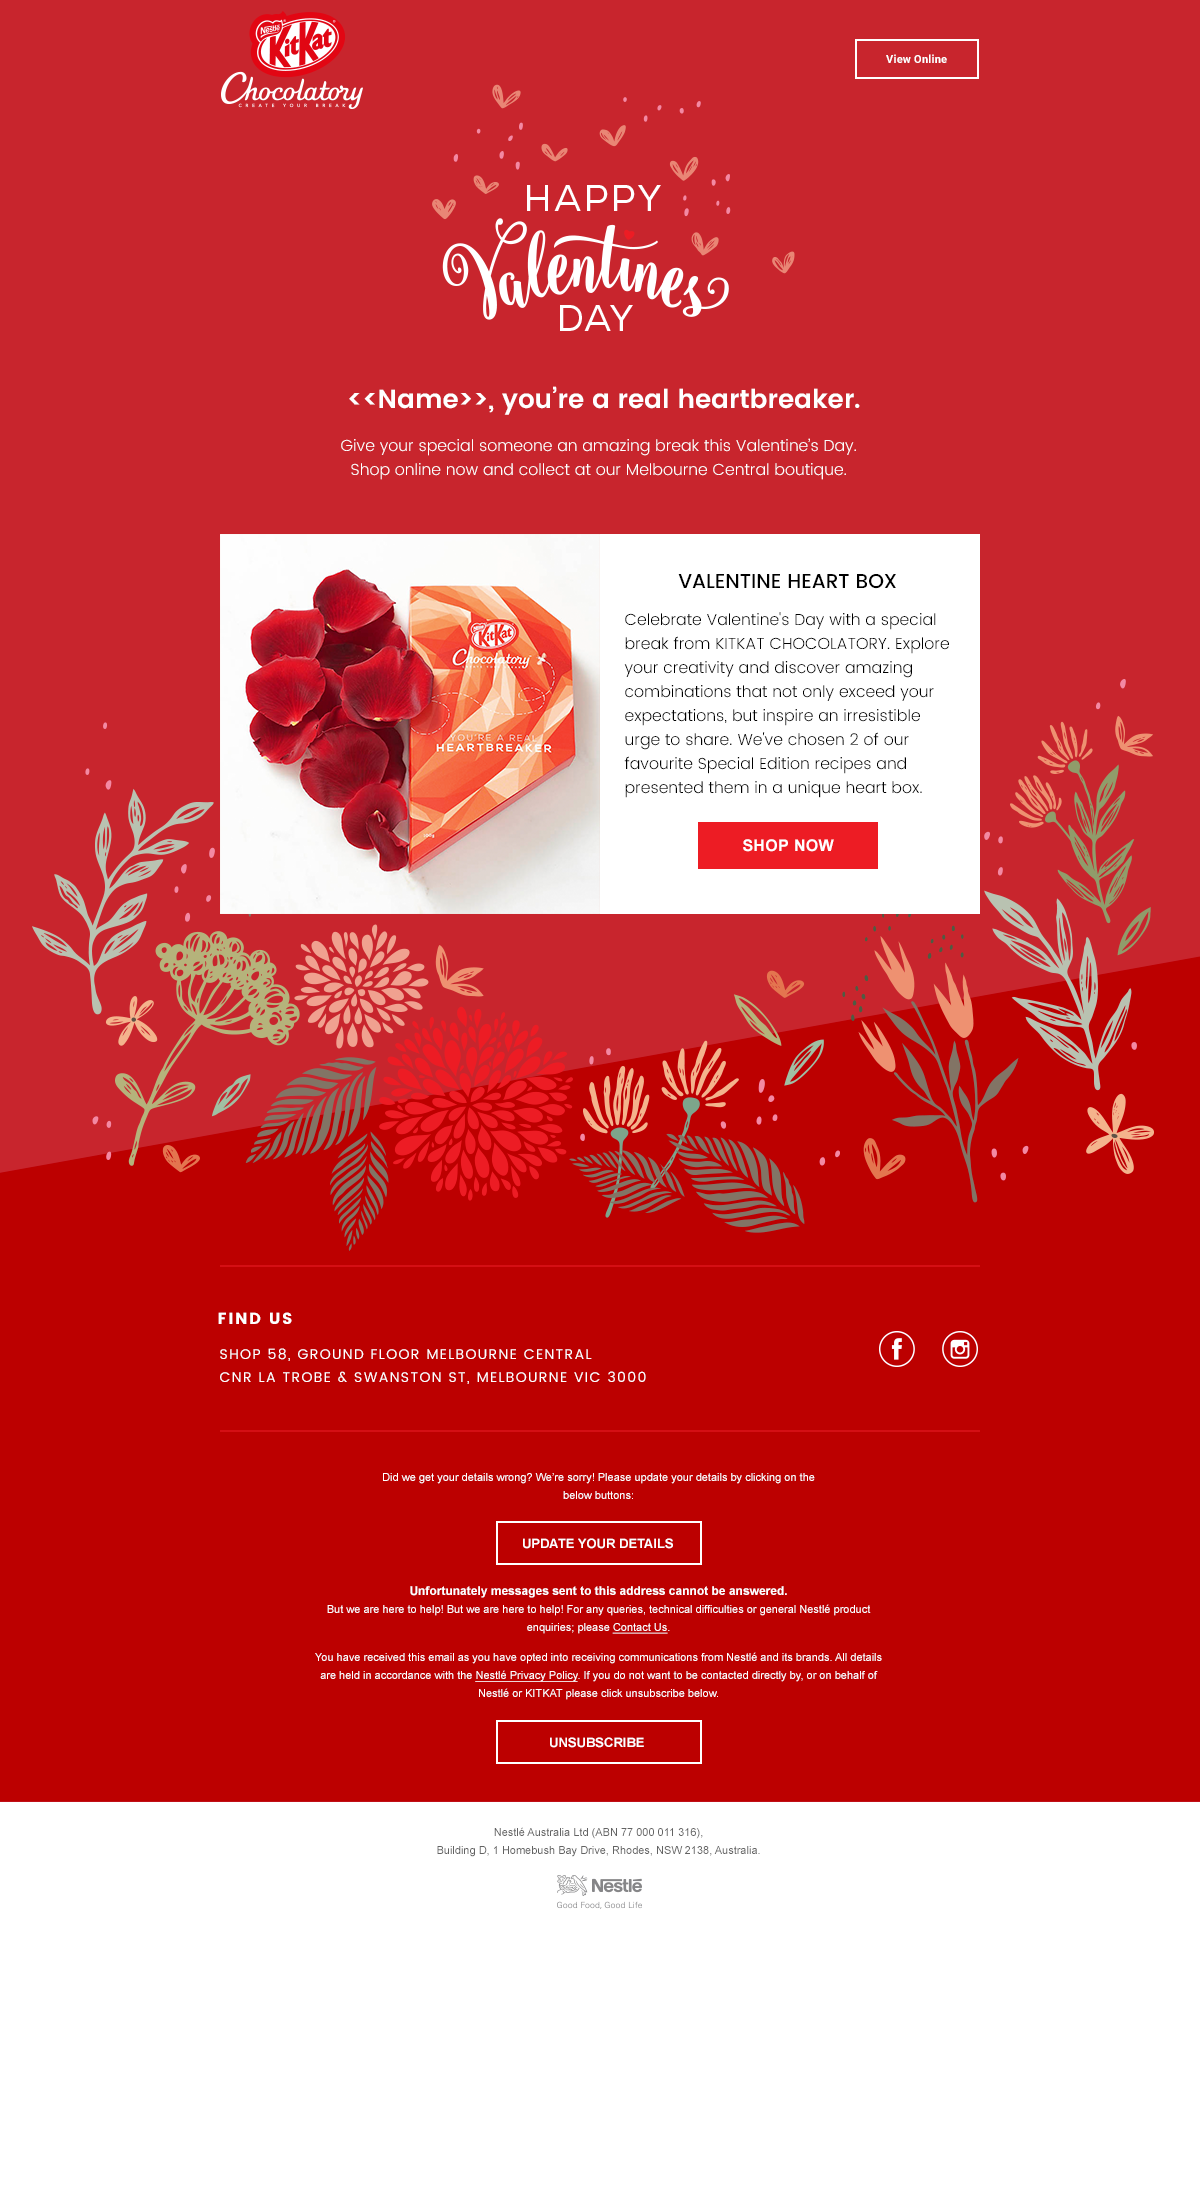 Nestlé
KitKat
Chocolatory
CREATE YOUR BREAK
View Online
HAPPY
Valentines
DAY
<<Name>>, you’re a real heartbreaker.
Give your special someone an amazing break this Valentine’s Day.
Shop online now and collect at our Melbourne Central boutique.
KitKat
Chocolatory
YOU'RE A REAL
HEARTBREAKER
VALENTINE HEART BOX
Celebrate Valentine's Day with a special
break from KITKAT CHOCOLATORY. Explore
your creativity and discover amazing
combinations that not only exceed your
expectations, but inspire an irresistible
urge to share. We've chosen 2 of our
favourite Special Edition recipes and
presented them in a unique heart box.
SHOP NOW
FIND US
SHOP 58, GROUND FLOOR MELBOURNE CENTRAL
CNR LA TROBE & SWANSTON ST, MELBOURNE VIC 3000
Did we get your details wrong? We’re sorry! Please update your details by clicking on the
below buttons:
UPDATE YOUR DETAILS
Unfortunately messages sent to this address cannot be answered.
But we are here to help! But we are here to help! For any queries, technical difficulties or general Nestlé product
enquiries; please Contact Us.
You have received this email as you have opted into receiving communications from Nestlé and its brands. All details
are held in accordance with the Nestlé Privacy Policy. If you do not want to be contacted directly by, or on behalf of
Nestlé or KITKAT please click unsubscribe below.
UNSUBSCRIBE
Nestlé Australia Ltd (ABN 77 000 011 316),
Building D, 1 Homebush Bay Drive, Rhodes, NSW 2138, Australia.
Nestlé
Good Food, Good Life